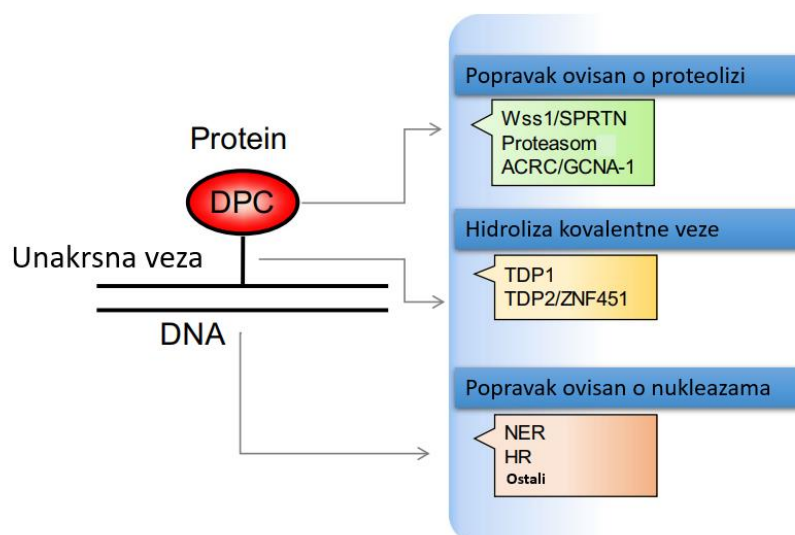 Protein
DPC
Unakrsna veza
DNA
Popravak ovisan o proteolizi
Wss1/SPRTN
Proteasom
ACRC/GCNA-1
Hidroliza kovalentne veze
TDP1
TDP2/ZNF451
Popravak ovisan o nukleazama
NER
HR
Ostali